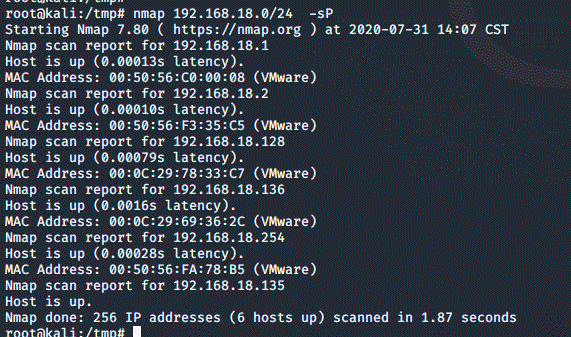 root@kali:/tmp# nmap 192.168.18.0/24  -sP
Starting Nmap 7.80 ( https://nmap.org ) at 2020-07-31 14:07 CST
Nmap scan report for 192.168.18.1
Host is up (0.00013s latency).
MAC Address: 00:50:56:C0:00:08 (VMware)
Nmap scan report for 192.168.18.2
Host is up (0.00010s latency).
MAC Address: 00:50:56:F3:35:C5 (VMware)
Nmap scan report for 192.168.18.128
Host is up (0.00079s latency).
MAC Address: 00:0C:29:78:33:C7 (VMware)
Nmap scan report for 192.168.18.136
Host is up (0.0016s latency).
MAC Address: 00:0C:29:69:36:2C (VMware)
Nmap scan report for 192.168.18.254
Host is up (0.00028s latency).
MAC Address: 00:50:56:FA:78:B5 (VMware)
Nmap scan report for 192.168.18.135
Host is up.
Nmap done: 256 IP addresses (6 hosts up) scanned in 1.87 seconds
root@kali:/tmp#